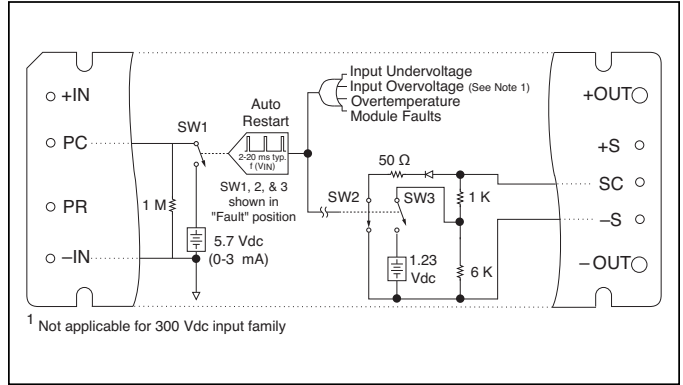 Input Undervoltage
Input Overvoltage (See Note 1)
Overtemperature
Module Faults
+IN
PC
PR
–IN
SW1
Auto
Restart
2-20 ms typ.
f (VIN)
SW1, 2, & 3
shown in
"Fault" position
1 M
5.7 Vdc
(0-3 mA)
50 Ω
SW2
SW3
1 K
1.23
Vdc
6 K
+OUT
+S
SC
–S
–OUT
1 Not applicable for 300 Vdc input family